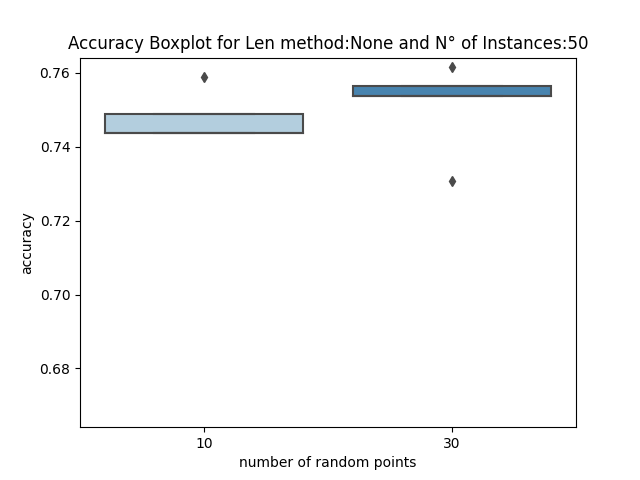 Accuracy Boxplot for Len method:None and N° of Instances:50
0.76
0.74
0.72
0.70
0.68
accuracy
10 30
number of random points